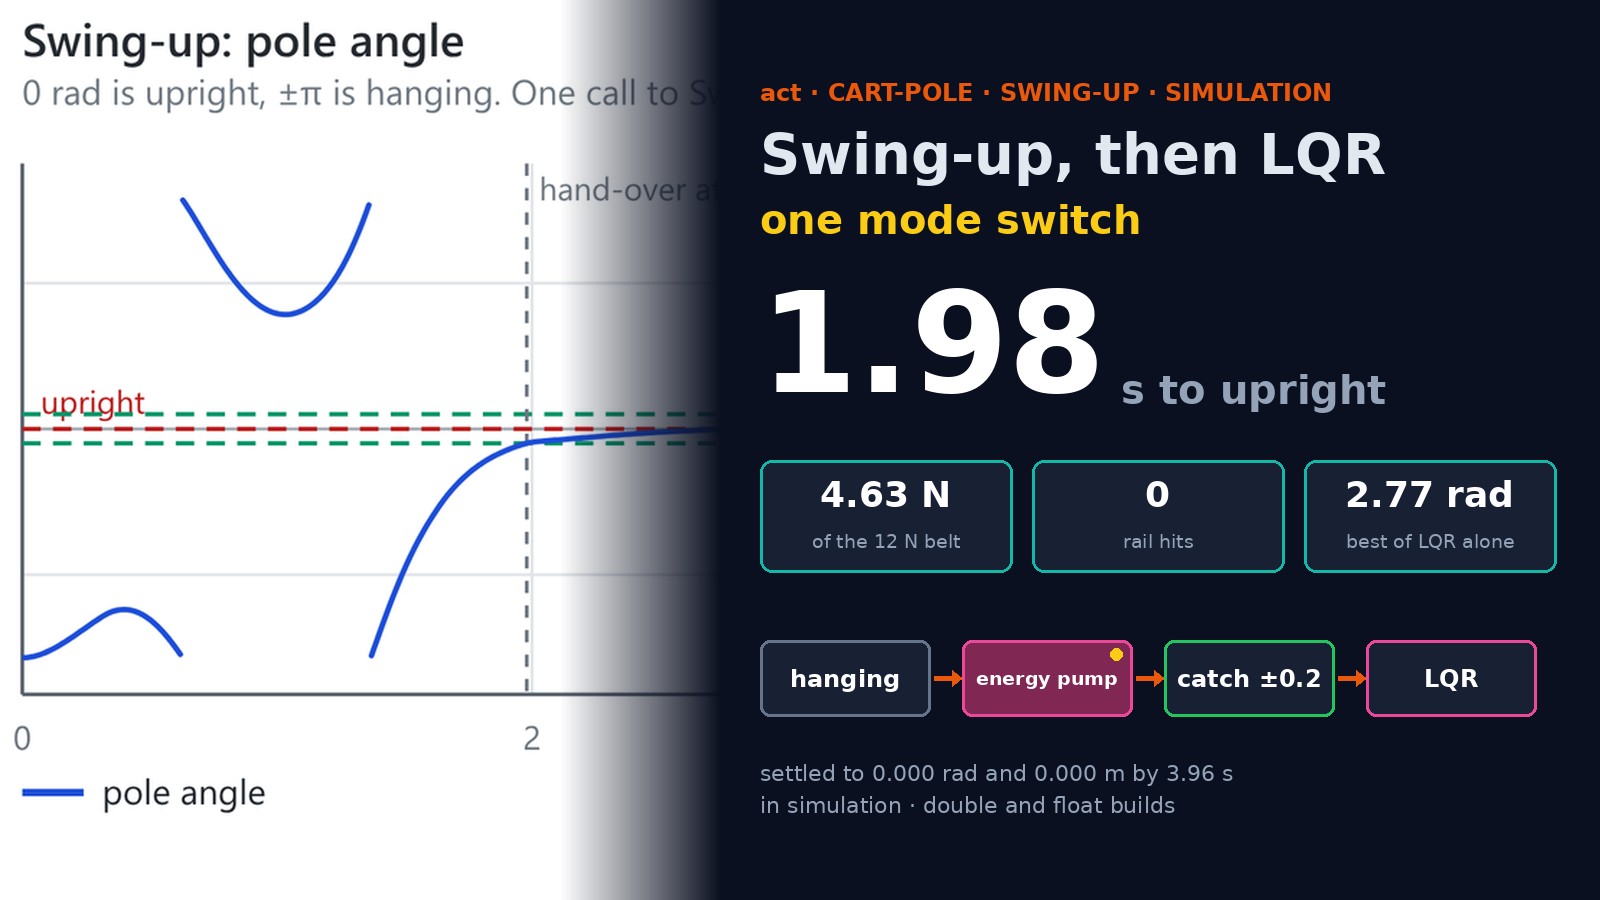 Swing-up: pole angle
0 rad is upright, ±π is hanging. One call to
hand-over
upright
0
2
pole angle
act · CART-POLE · SWING-UP · SIMULATION
Swing-up, then LQR
one mode switch
1.98 s to upright
4.63 N
of the 12 N belt
0
rail hits
2.77 rad
best of LQR alone
hanging
energy pump
catch ±0.2
LQR
settled to 0.000 rad and 0.000 m by 3.96 s
in simulation · double and float builds